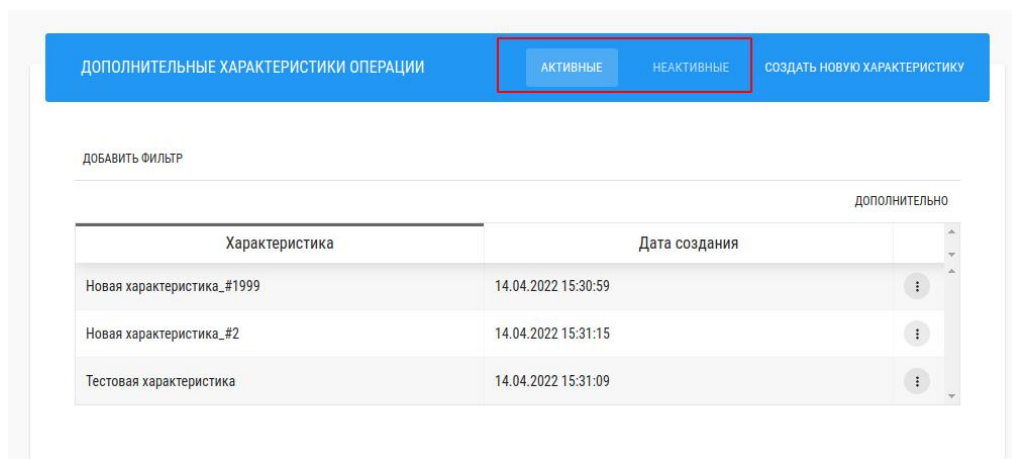 ДОПОЛНИТЕЛЬНЫЕ ХАРАКТЕРИСТИКИ ОПЕРАЦИИ АКТИВНЫЕ НЕАКТИВНЫЕ СОЗДАТЬ НОВУЮ ХАРАКТЕРИСТИКУ
ДОБАВИТЬ ФИЛЬТР
ДОПОЛНИТЕЛЬНО
Характеристика Дата создания
Новая характеристика_#1999 14.04.2022 15:30:59
Новая характеристика_#2 14.04.2022 15:31:15
Тестовая характеристика 14.04.2022 15:31:09